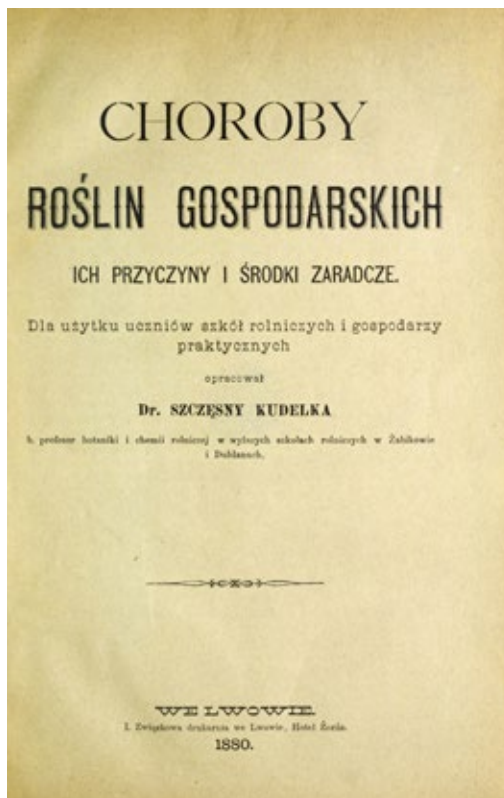 CHOROBY
ROŚLIN GOSPODARSKICH
ICH PRZYCZYNY I ŚRODKI ZARADCZE.
Dla użytku uczniów szkół rolniczych i gospodarzy
praktycznych
opracował
Dr. SZCZĘSNY KUDELKA
b. profesor botaniki i chemii rolniczej w wyższych szkołach rolniczych w Żabikowie
i Dublanach.
WE LWOWIE.
I. Związkowa drukarnia we Lwowie, Hotel Żorża.
1880.